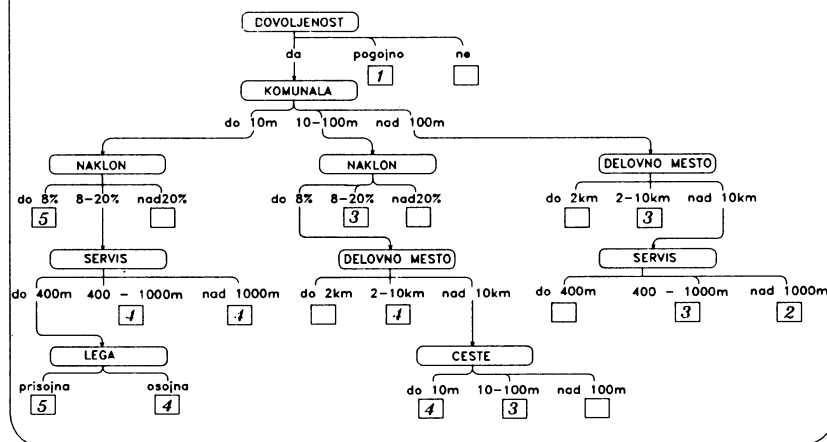 DOVOLJENOST
da pogojno ne
1
KOMUNALA
do 10m 10-100m nad 100m
NAKLON NAKLON DELOVNO MESTO
do 8% 8-20% nad20% do 8% 8-20% nad20% do 2km 2-10km nad 10km
5 3 3
SERVIS DELOVNO MESTO SERVIS
do 400m 400 - 1000m nad 1000m do 2km 2-10km nad 10km do 400m 400 - 1000m nad 1000m
4 4 4 3 2
LEGA CESTE
prisojna osojna do 10m 10-100m nad 100m
5 4 4 3